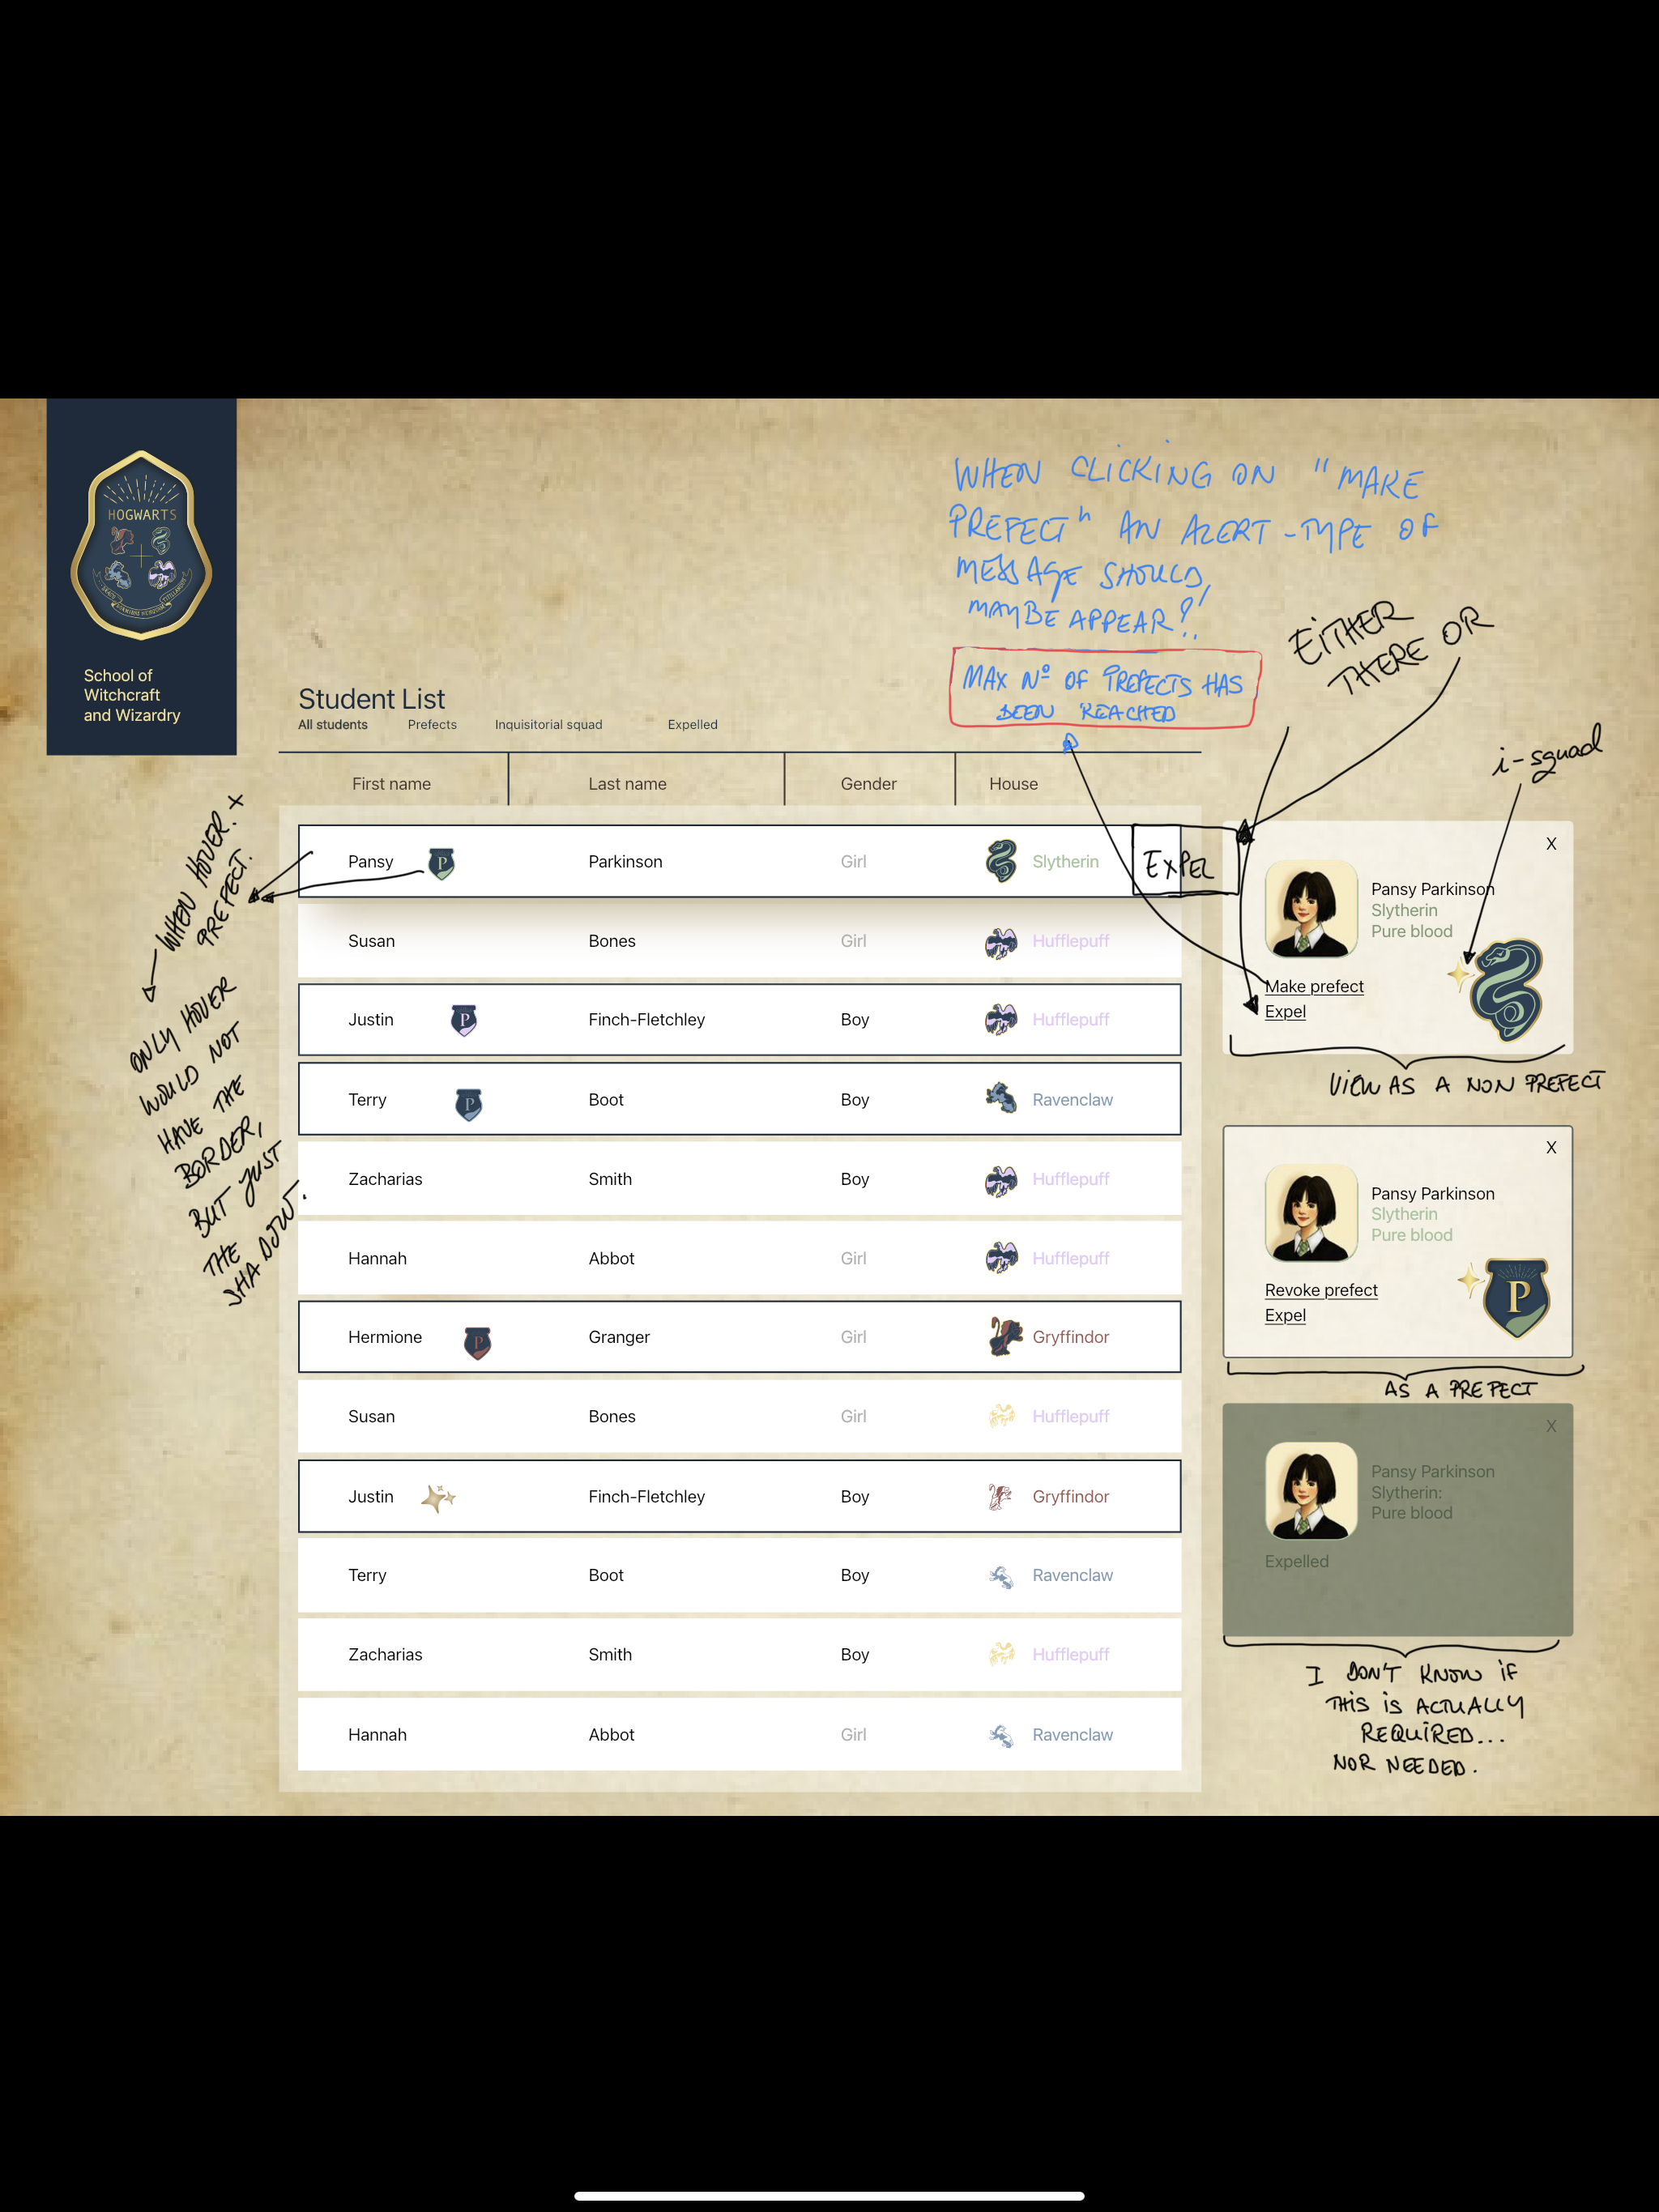 HOGWARTS
School of
Witchcraft
and Wizardry
WHEN CLICKING ON "MAKE
PREFECT" AN ALERT-TYPE OF
MESSAGE SHOULD,
MAYBE APPEAR?!
MAX Nº OF PREFECTS HAS
BEEN REACHED
EITHER
THERE OR
i-squad
Student List
All students Prefects Inquisitorial squad Expelled
First name Last name Gender House
Pansy P Parkinson Girl Slytherin
EXPEL
Susan Bones Girl Hufflepuff
Justin P Finch-Fletchley Boy Hufflepuff
Terry P Boot Boy Ravenclaw
Zacharias Smith Boy Hufflepuff
Hannah Abbot Girl Hufflepuff
Hermione P Granger Girl Gryffindor
Susan Bones Girl Hufflepuff
Justin Finch-Fletchley Boy Gryffindor
Terry Boot Boy Ravenclaw
Zacharias Smith Boy Hufflepuff
Hannah Abbot Girl Ravenclaw
WHEN HOVER. +
PREFECT.
ONLY HOVER
WOULD NOT
HAVE THE
BORDER,
BUT JUST
THE
SHADOW.
X
Pansy Parkinson
Slytherin
Pure blood
Make prefect
Expel
VIEW AS A NON PREFECT
X
Pansy Parkinson
Slytherin
Pure blood
Revoke prefect
Expel
P
AS A PREFECT
X
Pansy Parkinson
Slytherin:
Pure blood
Expelled
I DON'T KNOW IF
THIS IS ACTUALLY
REQUIRED...
NOR NEEDED.